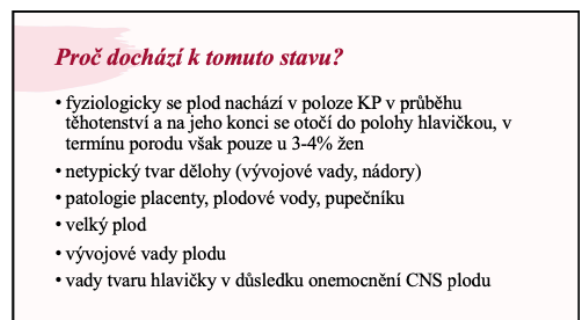 Proč dochází k tomuto stavu?
• fyziologicky se plod nachází v poloze KP v průběhu
těhotenství a na jeho konci se otočí do polohy hlavičkou, v
termínu porodu však pouze u 3-4% žen
• netypický tvar dělohy (vývojové vady, nádory)
• patologie placenty, plodové vody, pupečníku
• velký plod
• vývojové vady plodu
• vady tvaru hlavičky v důsledku onemocnění CNS plodu